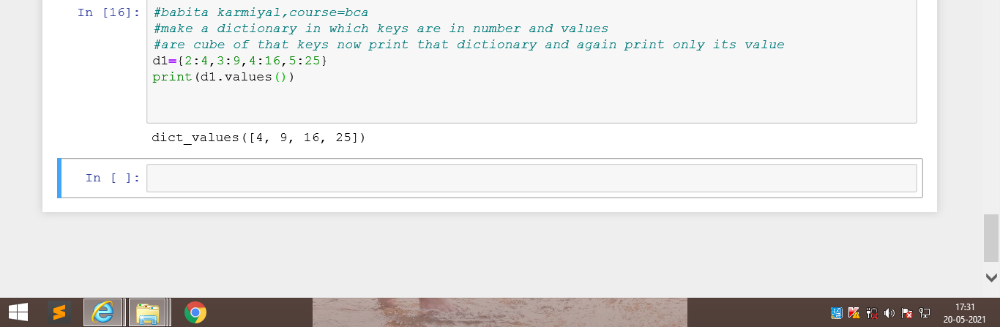 In [16]:
#babita karmiyal,course=bca
#make a dictionary in which keys are in number and values
#are cube of that keys now print that dictionary and again print only its value
d1={2:4,3:9,4:16,5:25}
print(d1.values())
dict_values([4, 9, 16, 25])
In [ ]:
17:31
20-05-2021